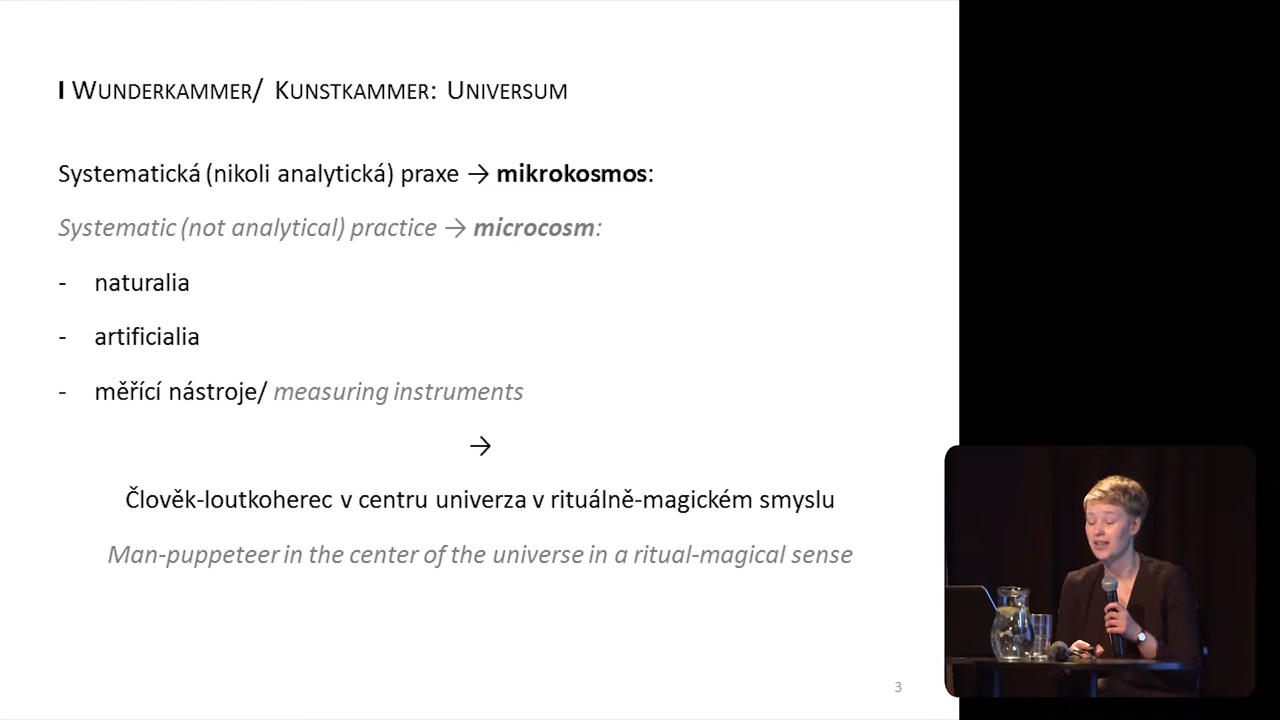 I WUNDERKAMMER/ KUNSTKAMMER: UNIVERSUM
Systematická (nikoli analytická) praxe → mikrokosmos:
Systematic (not analytical) practice → microcosm:
- naturalia
- artificialia
- měřící nástroje/ measuring instruments
→
Člověk-loutkoherec v centru univerza v rituálně-magickém smyslu
Man-puppeteer in the center of the universe in a ritual-magical sense
3